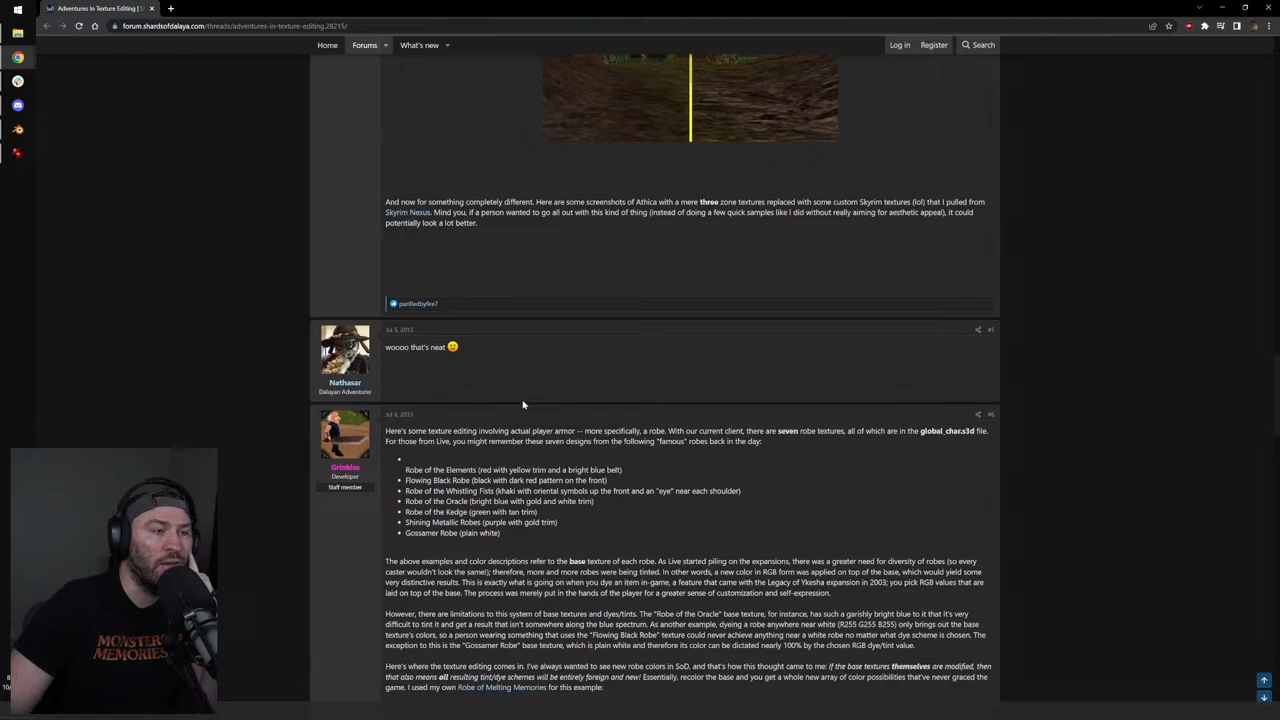 Adventures In Texture Editing | S
forum.shardsofdalaya.com/threads/adventures-in-texture-editing.28215/
Home Forums What's new Log in Register Search
And now for something completely different. Here are some screenshots of Athica with a mere three zone textures replaced with some custom Skyrim textures (lol) that I pulled from
Skyrim Nexus. Mind you, if a person wanted to go all out with this kind of thing (instead of doing a few quick samples like I did without really aiming for aesthetic appeal), it could
potentially look a lot better.
purifiedbyfire7
Jul 5, 2013 #5
woooo that's neat
Nathasar
Dalayan Adventurer
Jul 6, 2013 #6
Here's some texture editing involving actual player armor -- more specifically, a robe. With our current client, there are seven robe textures, all of which are in the global_char.s3d file.
For those from Live, you might remember these seven designs from the following "famous" robes back in the day:
Grinkles
Developer
Staff member
Robe of the Elements (red with yellow trim and a bright blue belt)
Flowing Black Robe (black with dark red pattern on the front)
Robe of the Whistling Fists (khaki with oriental symbols up the front and an "eye" near each shoulder)
Robe of the Oracle (bright blue with gold and white trim)
Robe of the Kedge (green with tan trim)
Shining Metallic Robes (purple with gold trim)
Gossamer Robe (plain white)
The above examples and color descriptions refer to the base texture of each robe. As Live started piling on the expansions, there was a greater need for diversity of robes (so every
caster wouldn't look the same!); therefore, more and more robes were being tinted. In other words, a new color in RGB form was applied on top of the base, which would yield some
very distinctive results. This is exactly what is going on when you dye an item in-game, a feature that came with the Legacy of Ykesha expansion in 2003; you pick RGB values that are
laid on top of the base. The process was merely put in the hands of the player for a greater sense of customization and self-expression.
However, there are limitations to this system of base textures and dyes/tints. The "Robe of the Oracle" base texture, for instance, has such a garishly bright blue to it that it's very
difficult to tint it and get a result that isn't somewhere along the blue spectrum. As another example, dyeing a robe anywhere near white (R255 G255 B255) only brings out the base
texture's colors, so a person wearing something that uses the "Flowing Black Robe" texture could never achieve anything near a white robe no matter what dye scheme is chosen. The
exception to this is the "Gossamer Robe" base texture, which is plain white and therefore its color can be dictated nearly 100% by the chosen RGB dye/tint value.
Here's where the texture editing comes in. I've always wanted to see new robe colors in SoD, and that's how this thought came to me: If the base textures themselves are modified, then
that also means all resulting tint/dye schemes will be entirely foreign and new! Essentially, recolor the base and you get a whole new array of color possibilities that've never graced the
game. I used my own Robe of Melting Memories for this example:
MONSTERS
MEMORIES